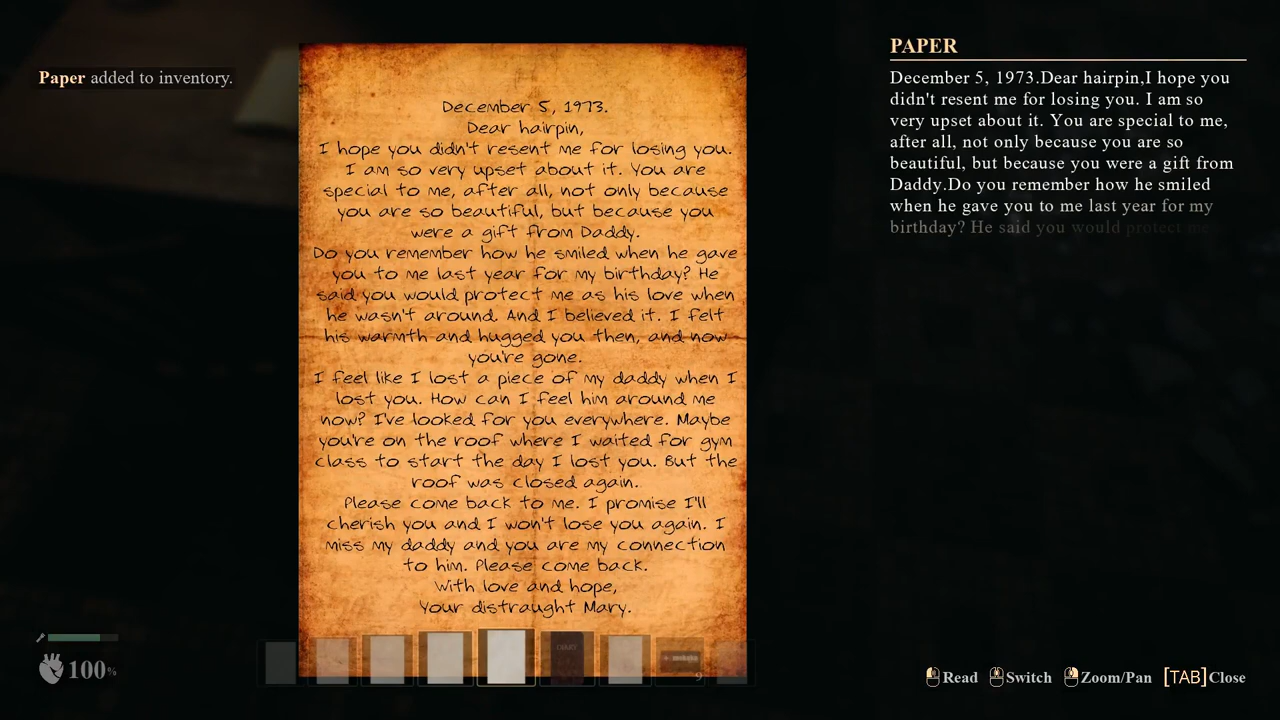 Paper added to inventory.
December 5, 1973.
Dear hairpin,
I hope you didn't resent me for losing you.
I am so very upset about it. You are
special to me, after all, not only because
you are so beautiful, but because you
were a gift from Daddy.
Do you remember how he smiled when he gave
you to me last year for my birthday? He
said you would protect me as his love when
he wasn't around. And I believed it. I felt
his warmth and hugged you then, and now
you're gone.
I feel like I lost a piece of my daddy when I
lost you. How can I feel him around me
now? I've looked for you everywhere. Maybe
you're on the roof where I waited for gym
class to start the day I lost you. But the
roof was closed again.
Please come back to me. I promise I'll
cherish you and I won't lose you again. I
miss my daddy and you are my connection
to him. Please come back.
With love and hope,
Your distraught Mary.
PAPER
December 5, 1973.Dear hairpin,I hope you
didn't resent me for losing you. I am so
very upset about it. You are special to me,
after all, not only because you are so
beautiful, but because you were a gift from
Daddy.Do you remember how he smiled
when he gave you to me last year for my
birthday? He said you would protect me
100%
9
Read Switch Zoom/Pan [TAB]Close